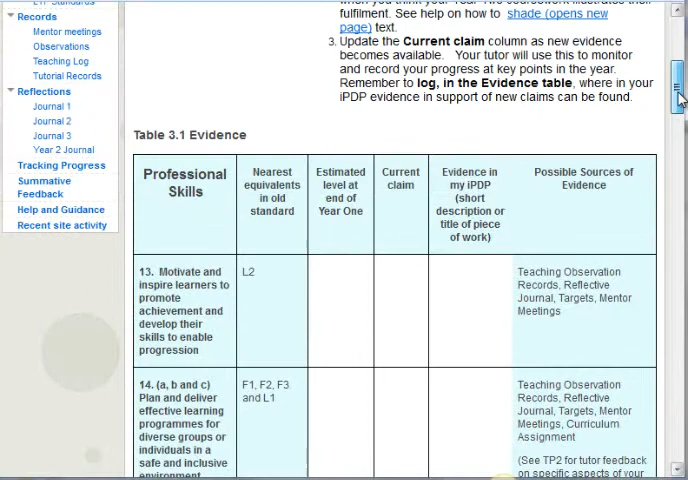 LTP Standards
Records
Mentor meetings
Observations
Teaching Log
Tutorial Records
Reflections
Journal 1
Journal 2
Journal 3
Year 2 Journal
Tracking Progress
Summative
Feedback
Help and Guidance
Recent site activity
fulfilment. See help on how to shade (opens new
page) text.
3. Update the Current claim column as new evidence
becomes available. Your tutor will use this to monitor
and record your progress at key points in the year.
Remember to log, in the Evidence table, where in your
iPDP evidence in support of new claims can be found.
Table 3.1 Evidence
Professional
Skills
Nearest
equivalents
in old
standard
Estimated
level at
end of
Year One
Current
claim
Evidence in
my iPDP
(short
description or
title of piece
of work)
Possible Sources of
Evidence
13. Motivate and
inspire learners to
promote
achievement and
develop their
skills to enable
progression
L2
Teaching Observation
Records, Reflective
Journal, Targets, Mentor
Meetings
14. (a, b and c)
Plan and deliver
effective learning
programmes for
diverse groups or
individuals in a
safe and inclusive
environment
F1, F2, F3
and L1
Teaching Observation
Records, Reflective
Journal, Targets, Mentor
Meetings, Curriculum
Assignment
(See TP2 for tutor feedback
on specific aspects of your